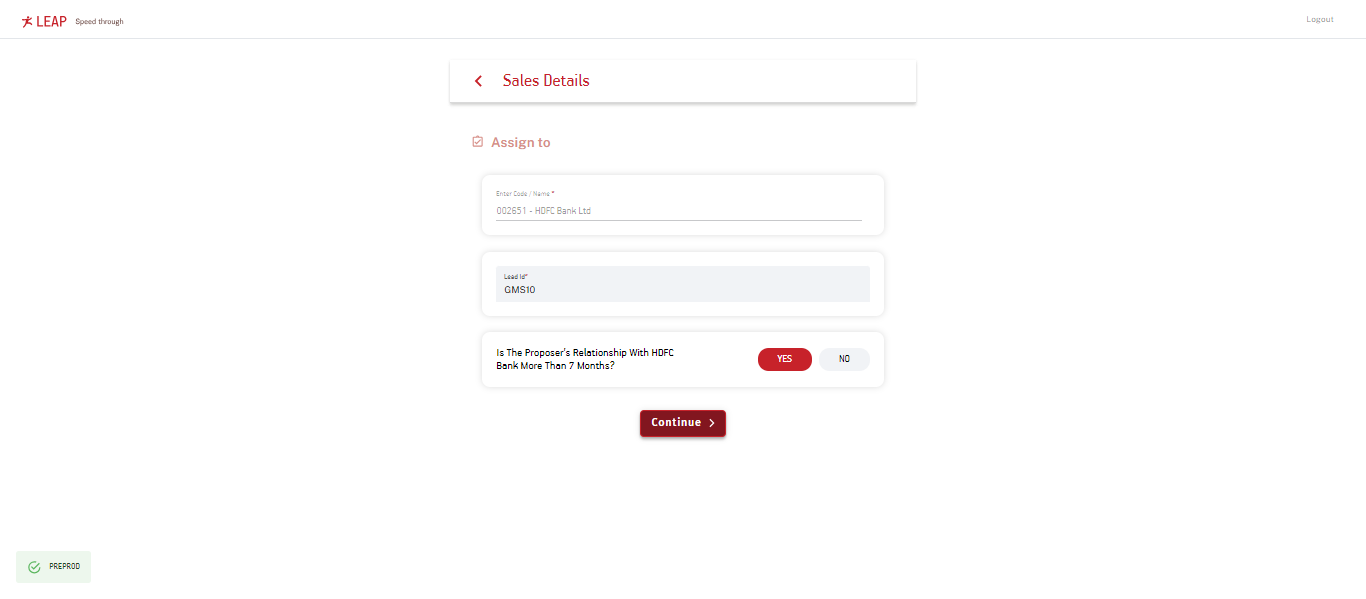 LEAP Speed through
Logout
Sales Details
Assign to
Enter Code / Name *
002651 - HDFC Bank Ltd
Lead Id*
GMS10
Is The Proposer's Relationship With HDFC
Bank More Than 7 Months?
YES
NO
Continue
PREPROD